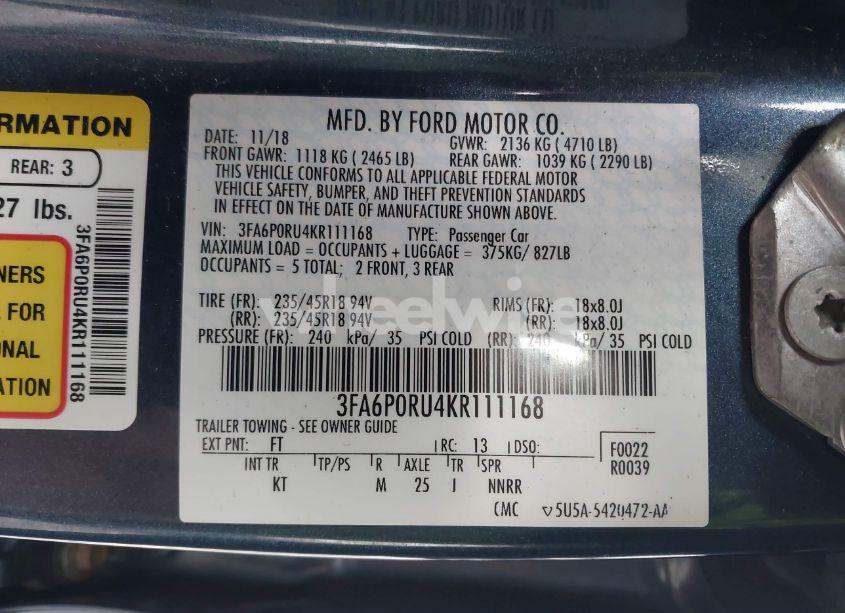 RMATION
REAR: 3
27 lbs.
3FA6P0RU4KR111168
NERS
L FOR
ONAL
ATION
MFD. BY FORD MOTOR CO.
DATE: 11/18 GVWR: 2136 KG ( 4710 LB)
FRONT GAWR: 1118 KG ( 2465 LB) REAR GAWR: 1039 KG ( 2290 LB)
THIS VEHICLE CONFORMS TO ALL APPLICABLE FEDERAL MOTOR
VEHICLE SAFETY, BUMPER, AND THEFT PREVENTION STANDARDS
IN EFFECT ON THE DATE OF MANUFACTURE SHOWN ABOVE.
VIN: 3FA6P0RU4KR111168 TYPE: Passenger Car
MAXIMUM LOAD = OCCUPANTS + LUGGAGE = 375KG/ 827LB
OCCUPANTS = 5 TOTAL; 2 FRONT, 3 REAR
TIRE (FR): 235/45R18 94V RIMS (FR): 18x8.0J
(RR): 235/45R18 94V (RR): 18x8.0J
PRESSURE (FR): 240 kPa/ 35 PSI COLD (RR): 240 kPa/ 35 PSI COLD
wheelwire
3FA6P0RU4KR111168
TRAILER TOWING - SEE OWNER GUIDE
EXT PNT: FT RC: 13 DSO: F0022
R0039
INT TR TP/PS R AXLE TR SPR
KT M 25 J NNRR
CMC ▽5U5A-5420472-AA